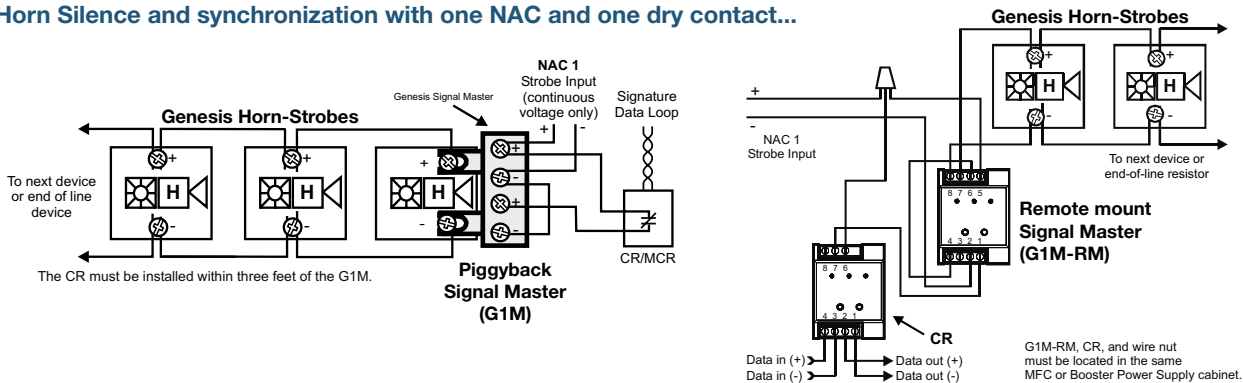 Horn Silence and synchronization with one NAC and one dry contact...
Genesis Horn-Strobes
To next device
or end of line
device
+
H
-
+
H
-
+
H
-
Genesis Signal Master
NAC 1
Strobe Input
(continuous
voltage only)
+ -
+
-
+
-
Signature
Data Loop
CR/MCR
Piggyback
Signal Master
(G1M)
The CR must be installed within three feet of the G1M.
Genesis Horn-Strobes
+
H
-
+
H
-
+
-
NAC 1
Strobe Input
To next device or
end-of-line resistor
8 7 6 5
4 3 2 1
Remote mount
Signal Master
(G1M-RM)
8 7 6
4 3 2 1
CR
Data in (+)
Data in (-)
Data out (+)
Data out (-)
G1M-RM, CR, and wire nut
must be located in the same
MFC or Booster Power Supply cabinet.